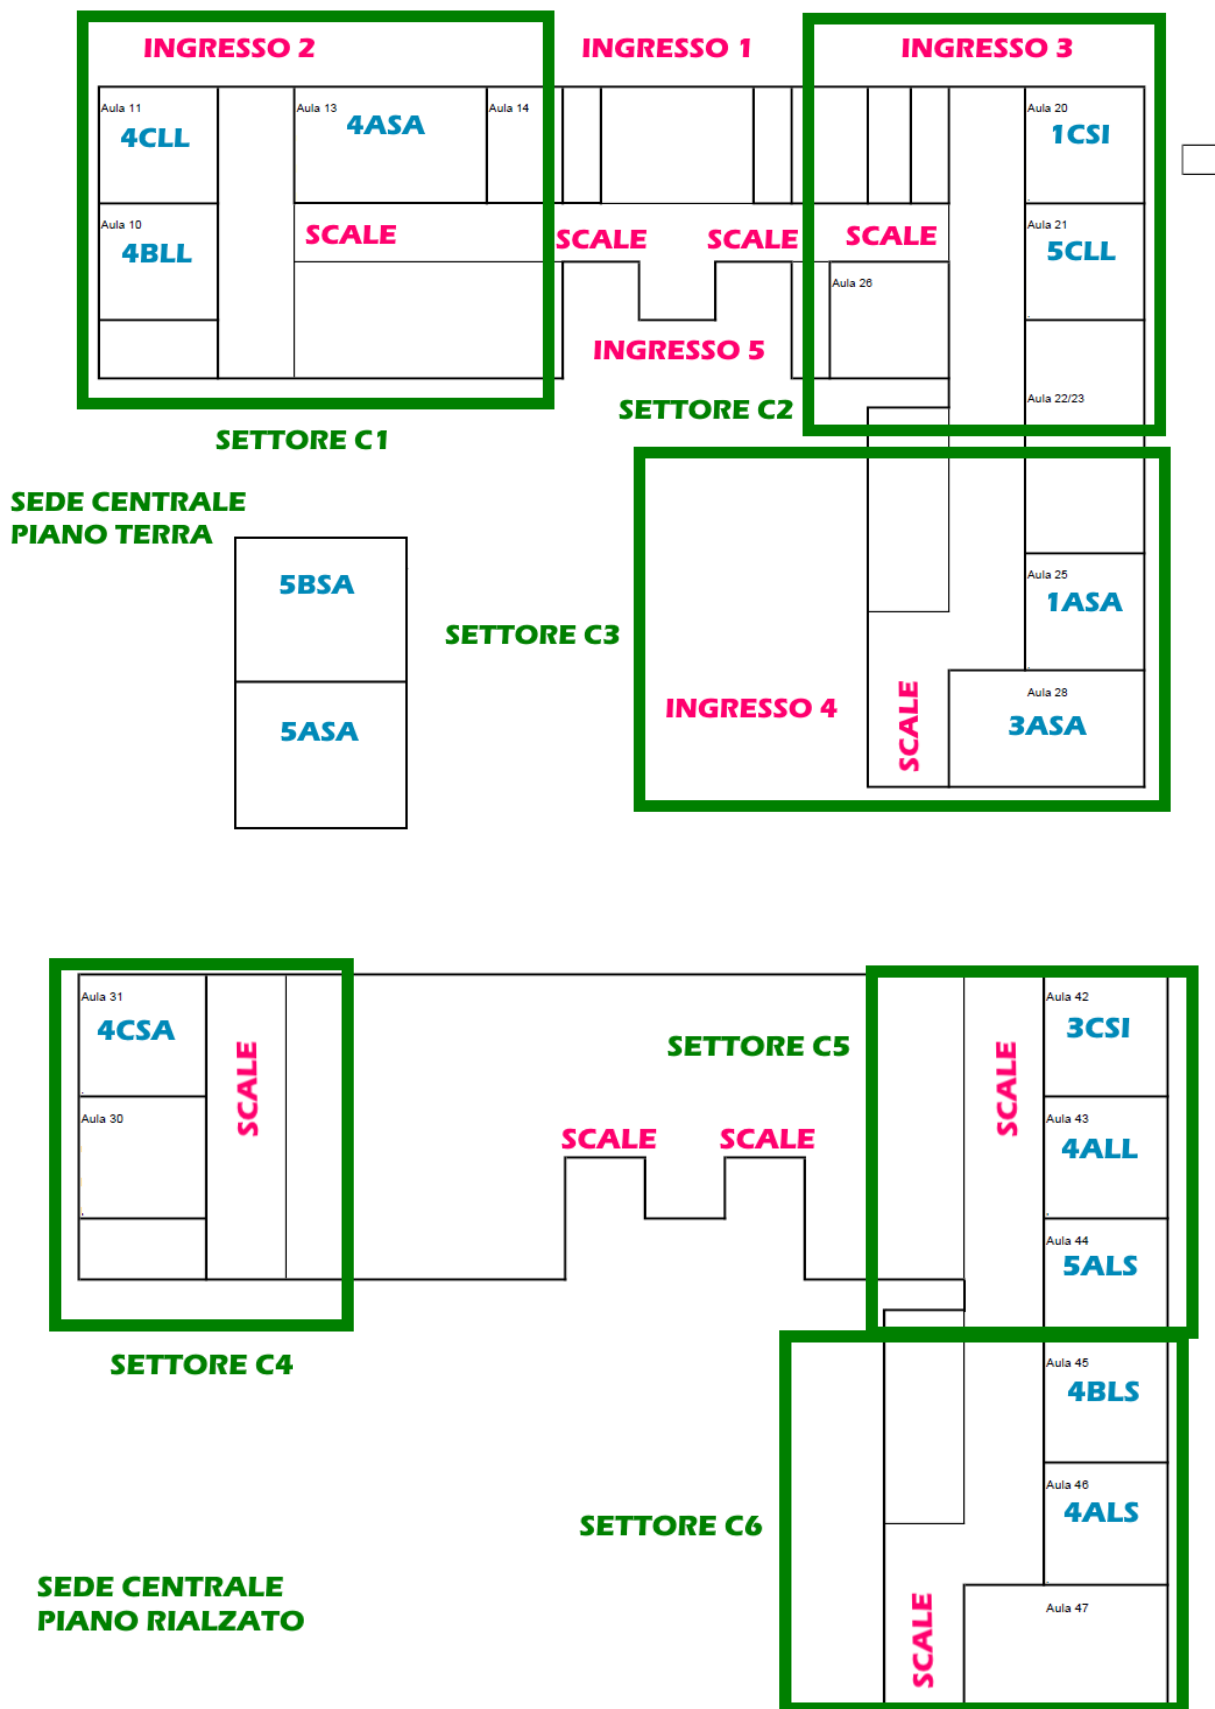 INGRESSO 2
INGRESSO 1
INGRESSO 3
Aula 11
4CLL
Aula 13
4ASA
Aula 14
Aula 20
1CSI
Aula 10
4BLL
SCALE
SCALE
SCALE
SCALE
Aula 21
5CLL
Aula 26
INGRESSO 5
SETTORE C2
Aula 22/23
SETTORE C1
SEDE CENTRALE
PIANO TERRA
5BSA
5ASA
SETTORE C3
Aula 25
1ASA
INGRESSO 4
SCALE
Aula 28
3ASA
Aula 31
4CSA
SCALE
Aula 30
SETTORE C5
SCALE
SCALE
SCALE
Aula 42
3CSI
Aula 43
4ALL
Aula 44
5ALS
SETTORE C4
Aula 45
4BLS
Aula 46
4ALS
SETTORE C6
SEDE CENTRALE
PIANO RIALZATO
SCALE
Aula 47